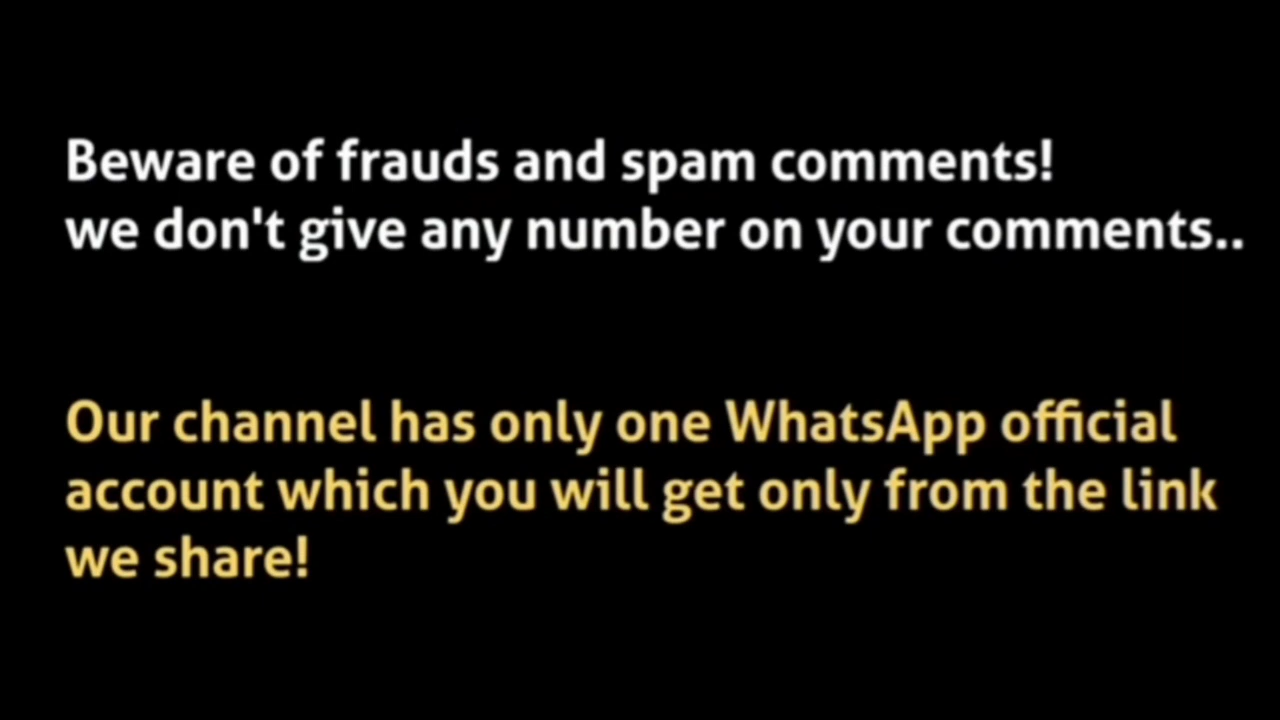 Beware of frauds and spam comments!
we don't give any number on your comments..
Our channel has only one WhatsApp official
account which you will get only from the link
we share!